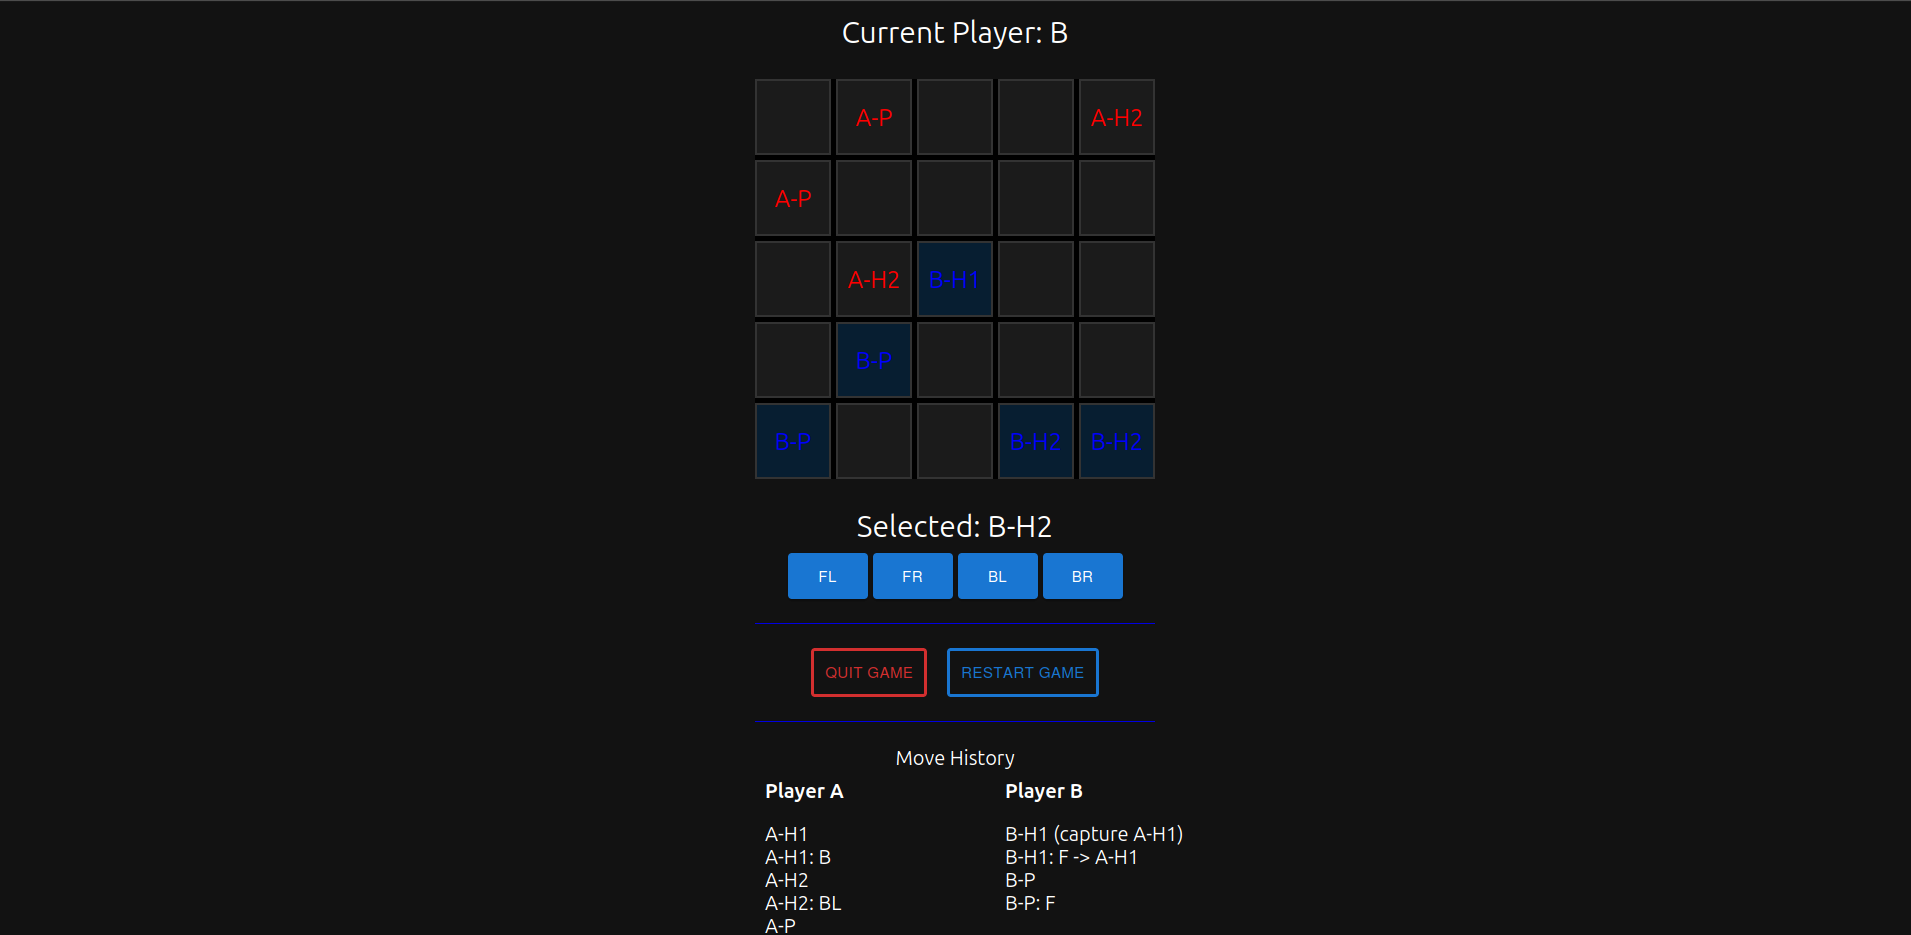 Current Player: B
A-P A-H2
A-P
A-H2 B-H1
B-P
B-P B-H2 B-H2
Selected: B-H2
FL FR BL BR
QUIT GAME RESTART GAME
Move History
Player A Player B
A-H1 B-H1 (capture A-H1)
A-H1: B B-H1: F -> A-H1
A-H2 B-P
A-H2: BL B-P: F
A-P